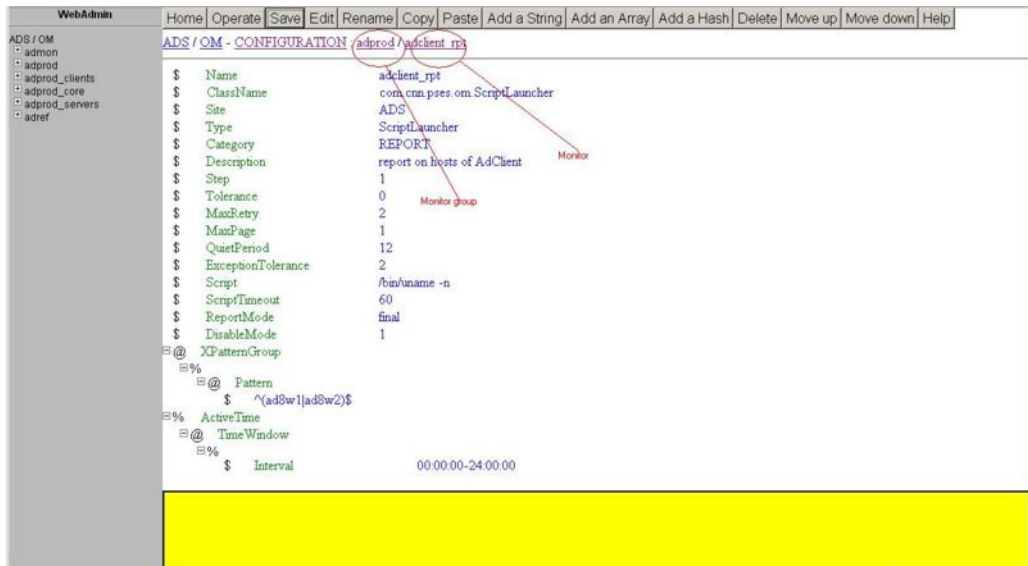 WebAdmin
Home Operate Save Edit Rename Copy Paste Add a String Add an Array Add a Hash Delete Move up Move down Help
ADS / OM
admon
adprod
adprod_clients
adprod_core
adprod_servers
adref
ADS / OM - CONFIGURATION : adprod / adclient_rpt
$ Name adclient_rpt
$ ClassName com.cnn.pses.om.ScriptLauncher
$ Site ADS
$ Type ScriptLauncher
$ Category REPORT
$ Description report on hosts of AdClient
Monitor
$ Step 1
$ Tolerance 0
Monitor group
$ MaxRetry 2
$ MaxPage 1
$ QuietPeriod 12
$ ExceptionTolerance 2
$ Script /bin/uname -n
$ ScriptTimeout 60
$ ReportMode final
$ DisableMode 1
@ XPatternGroup
%
@ Pattern
$ ^(ad8w1|ad8w2)$
% ActiveTime
@ TimeWindow
%
$ Interval 00:00:00-24:00:00